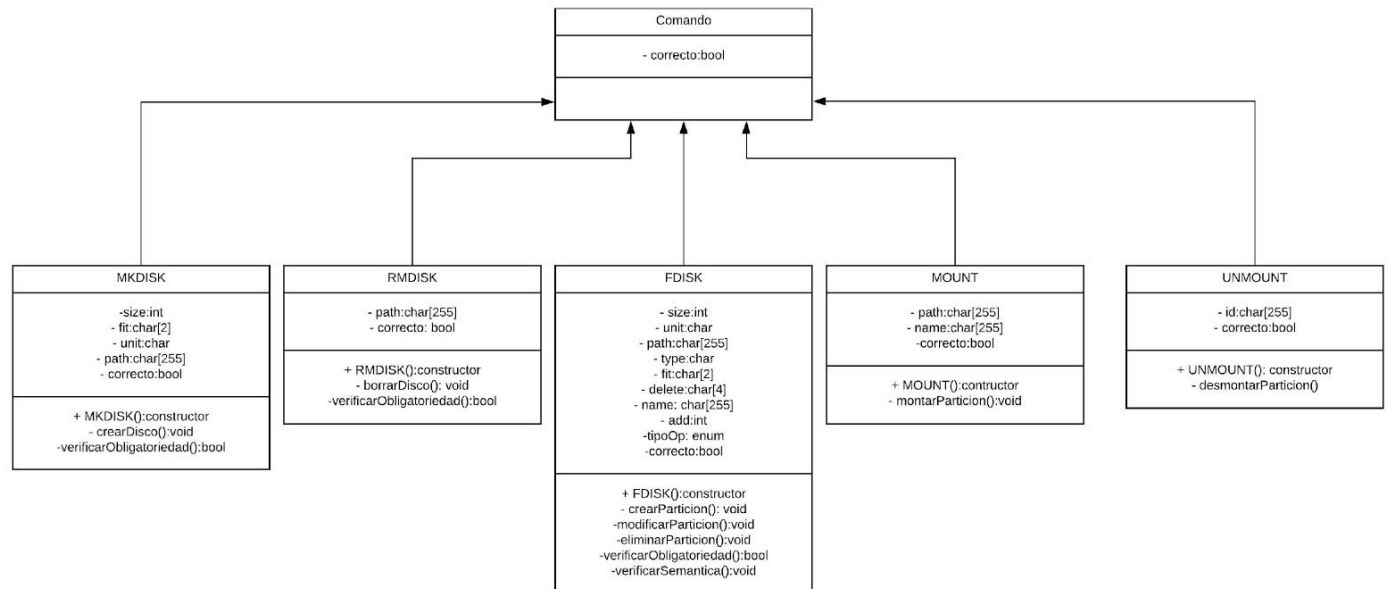 Comando
- correcto:bool
MKDISK
-size:int
- fit:char[2]
- unit:char
- path:char[255]
- correcto:bool
+ MKDISK():constructor
- crearDisco():void
-verificarObligatoriedad():bool
RMDISK
- path:char[255]
- correcto: bool
+ RMDISK():constructor
- borrarDisco(): void
-verificarObligatoriedad():bool
FDISK
- size:int
- unit:char
- path:char[255]
- type:char
- fit:char[2]
- delete:char[4]
- name: char[255]
- add:int
-tipoOp: enum
-correcto:bool
+ FDISK():constructor
- crearParticion(): void
-modificarParticion():void
-eliminarParticion():void
-verificarObligatoriedad():bool
-verificarSemantica():void
MOUNT
- path:char[255]
- name:char[255]
-correcto:bool
+ MOUNT():contructor
- montarParticion():void
UNMOUNT
- id:char[255]
- correcto:bool
+ UNMOUNT(): constructor
- desmontarParticion()